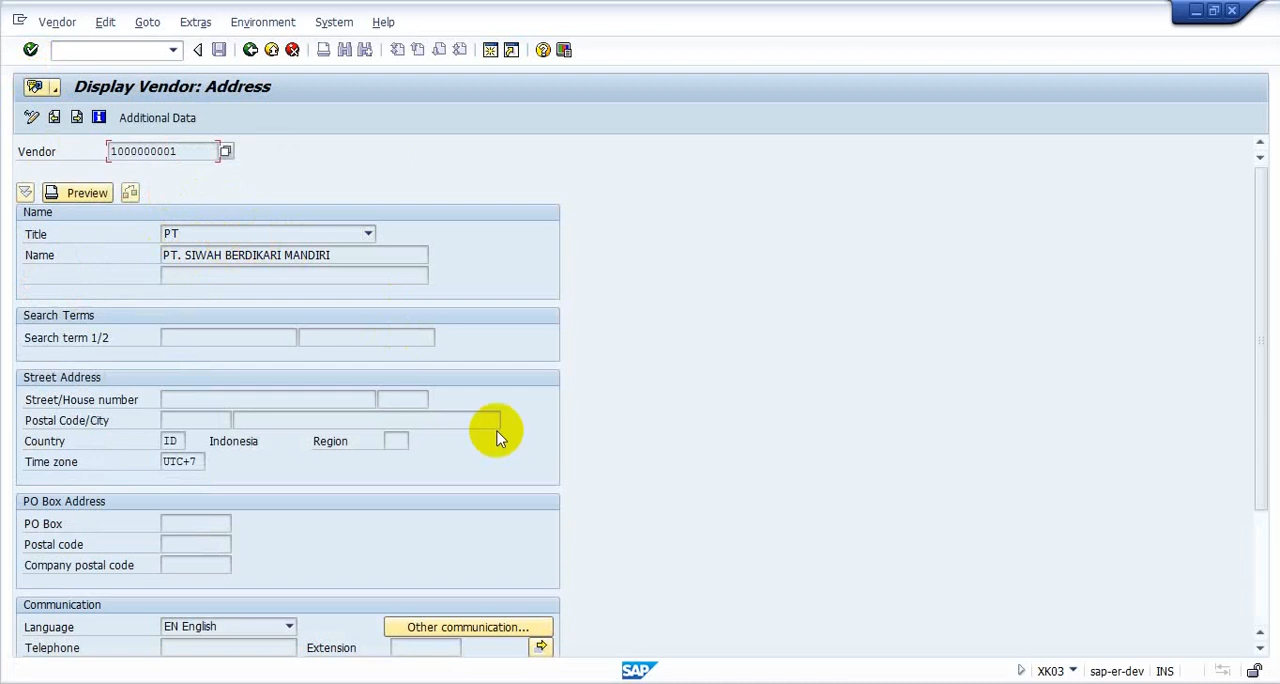 Vendor Edit Goto Extras Environment System Help
Display Vendor: Address
Additional Data
Vendor 1000000001
Preview
Name
Title PT
Name PT. SIWAH BERDIKARI MANDIRI
Search Terms
Search term 1/2
Street Address
Street/House number
Postal Code/City
Country ID Indonesia Region
Time zone UTC+7
PO Box Address
PO Box
Postal code
Company postal code
Communication
Language EN English Other communication...
Telephone Extension
SAP XK03 sap-er-dev INS